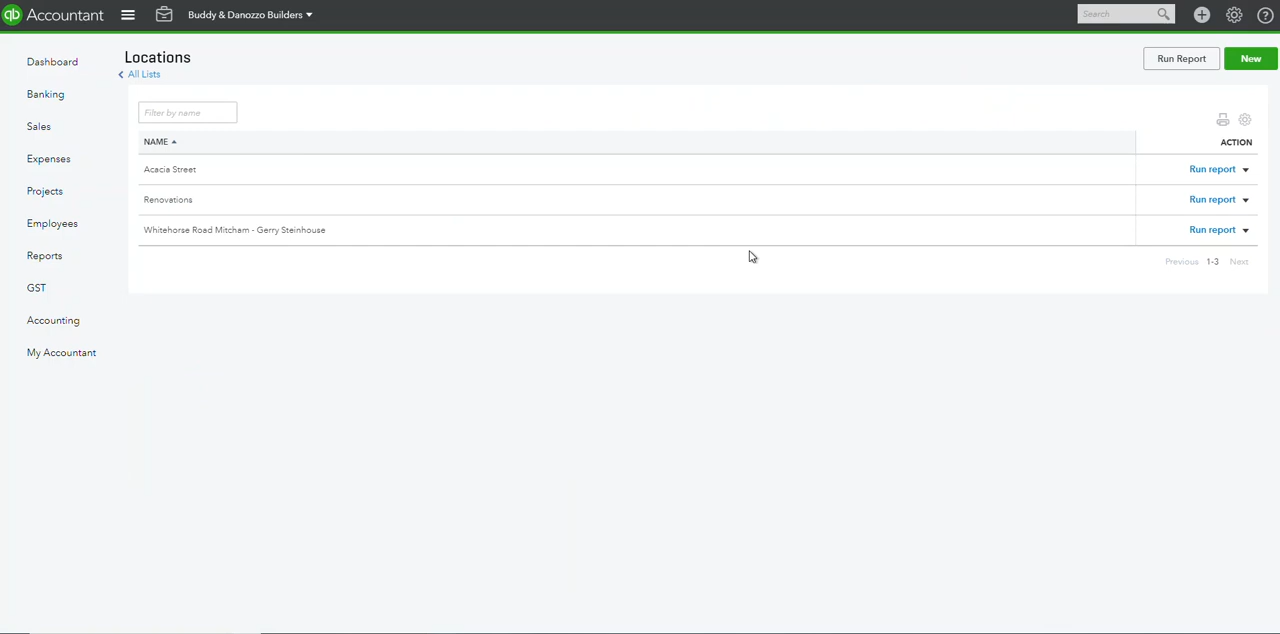 qb Accountant
Buddy & Danozzo Builders
Search
Locations
All Lists
Run Report
New
Dashboard
Banking
Sales
Expenses
Projects
Employees
Reports
GST
Accounting
My Accountant
Filter by name
NAME
ACTION
Acacia Street
Run report
Renovations
Run report
Whitehorse Road Mitcham - Gerry Steinhouse
Run report
Previous 1-3 Next